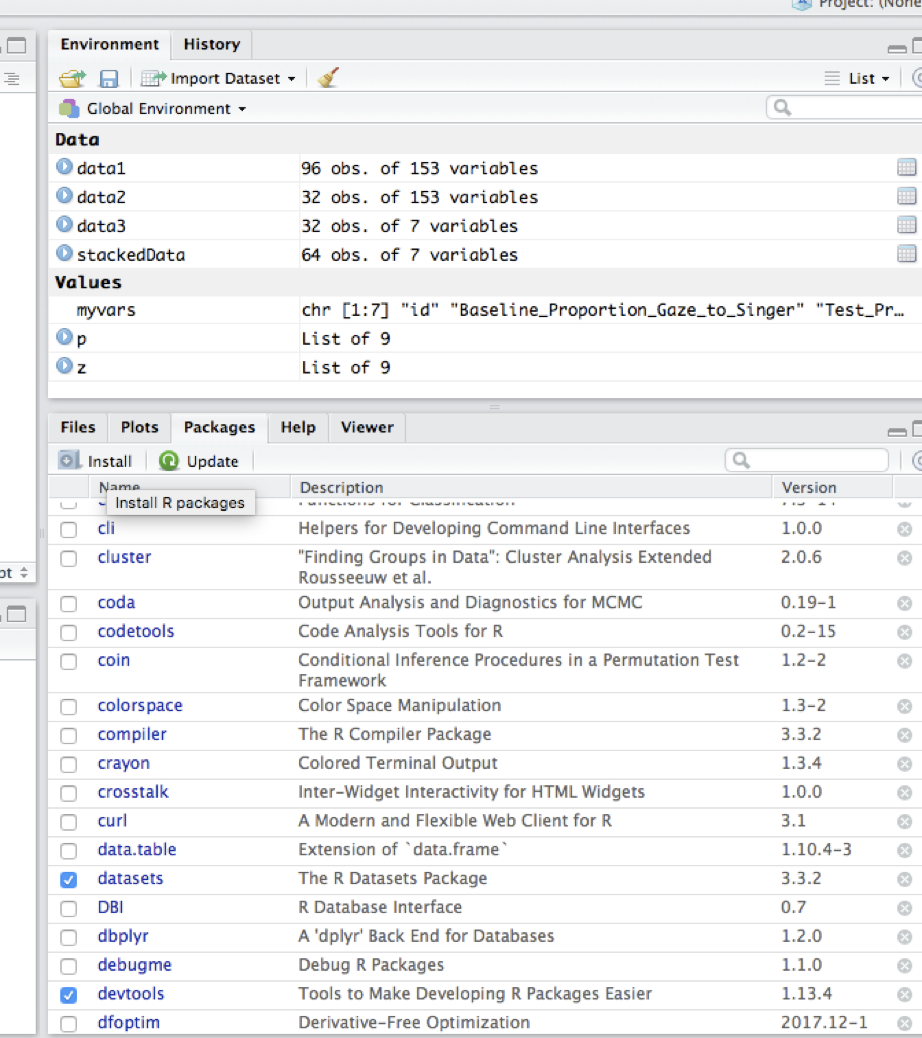 Project: (None
Environment History
Import Dataset List
Global Environment
Data
data1 96 obs. of 153 variables
data2 32 obs. of 153 variables
data3 32 obs. of 7 variables
stackedData 64 obs. of 7 variables
Values
myvars chr [1:7] "id" "Baseline_Proportion_Gaze_to_Singer" "Test_Pr…
p List of 9
z List of 9
Files Plots Packages Help Viewer
Install Update
Name Description Version
Install R packages
Functions for Classification
cli Helpers for Developing Command Line Interfaces 1.0.0
cluster "Finding Groups in Data": Cluster Analysis Extended 2.0.6
Rousseeuw et al.
pt
coda Output Analysis and Diagnostics for MCMC 0.19-1
codetools Code Analysis Tools for R 0.2-15
coin Conditional Inference Procedures in a Permutation Test 1.2-2
Framework
colorspace Color Space Manipulation 1.3-2
compiler The R Compiler Package 3.3.2
crayon Colored Terminal Output 1.3.4
crosstalk Inter-Widget Interactivity for HTML Widgets 1.0.0
curl A Modern and Flexible Web Client for R 3.1
data.table Extension of `data.frame` 1.10.4-3
datasets The R Datasets Package 3.3.2
DBI R Database Interface 0.7
dbplyr A 'dplyr' Back End for Databases 1.2.0
debugme Debug R Packages 1.1.0
devtools Tools to Make Developing R Packages Easier 1.13.4
dfoptim Derivative-Free Optimization 2017.12-1